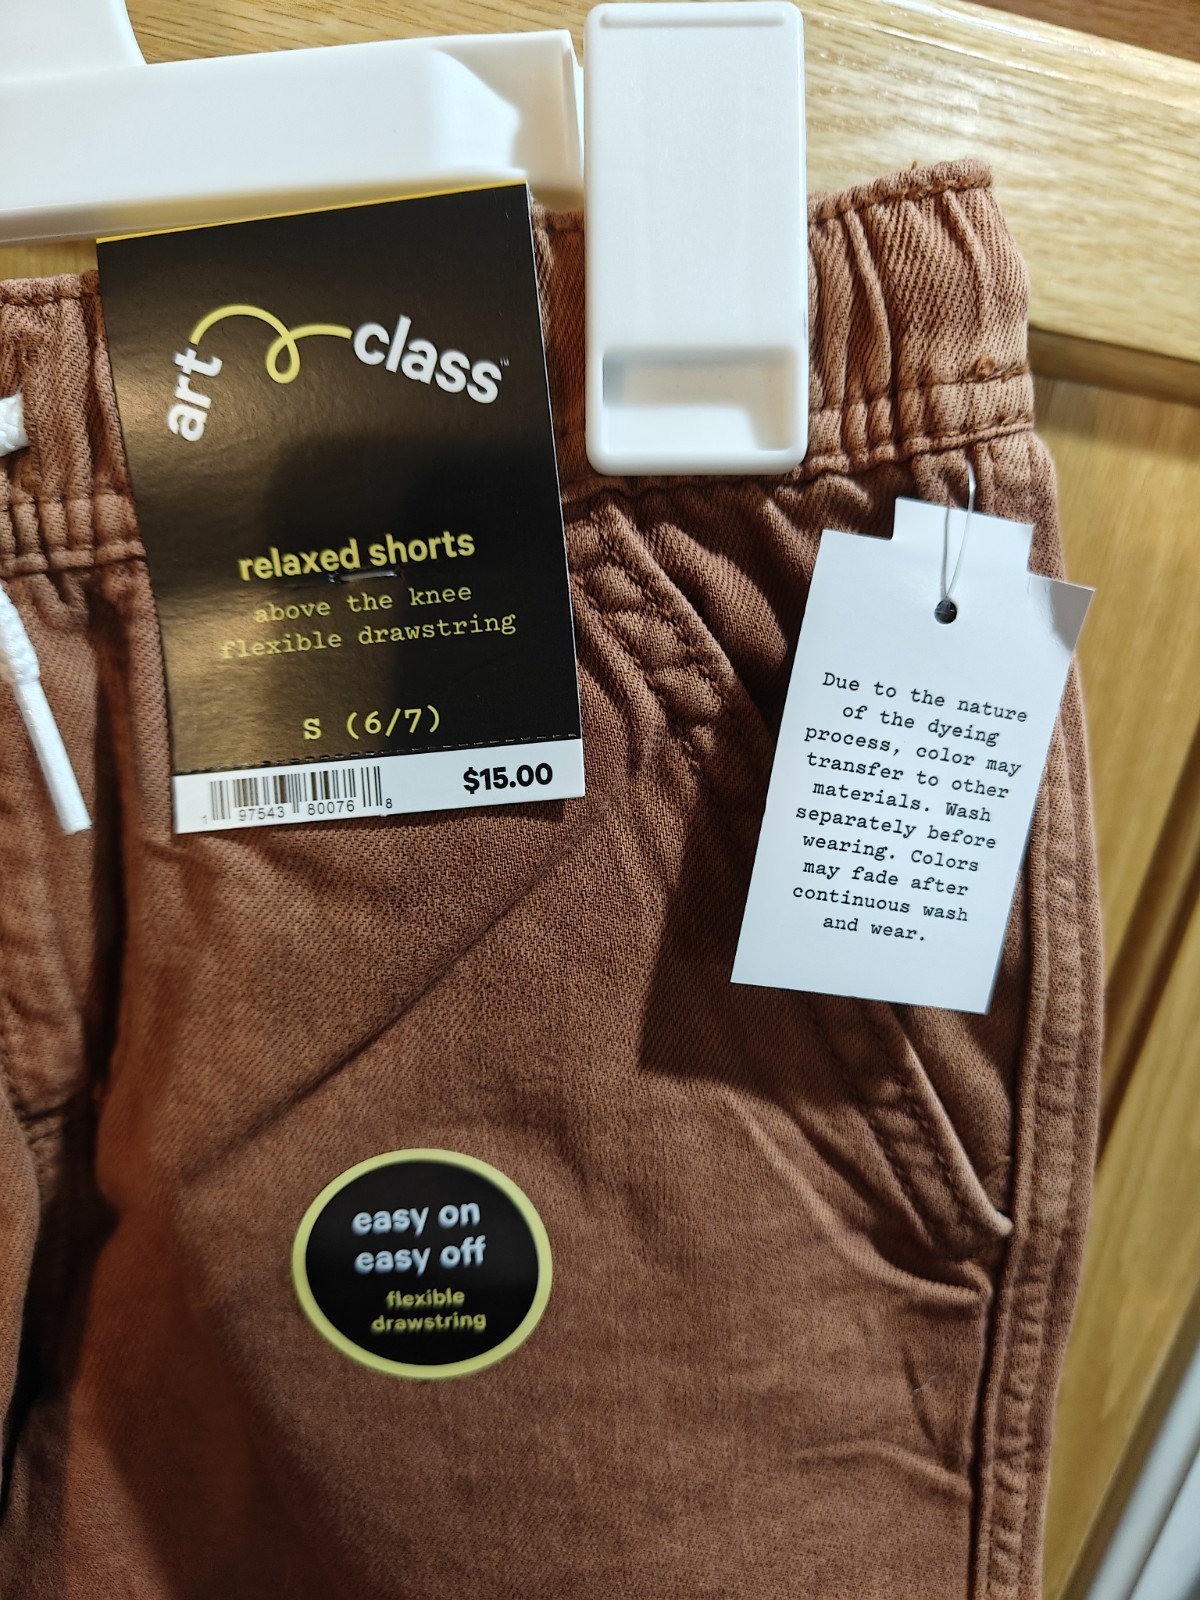 art class™
relaxed shorts
above the knee
flexible drawstring
S (6/7)
$15.00
1 97543 80076 8
Due to the nature
of the dyeing
process, color may
transfer to other
materials. Wash
separately before
wearing. Colors
may fade after
continuous wash
and wear.
easy on
easy off
flexible
drawstring